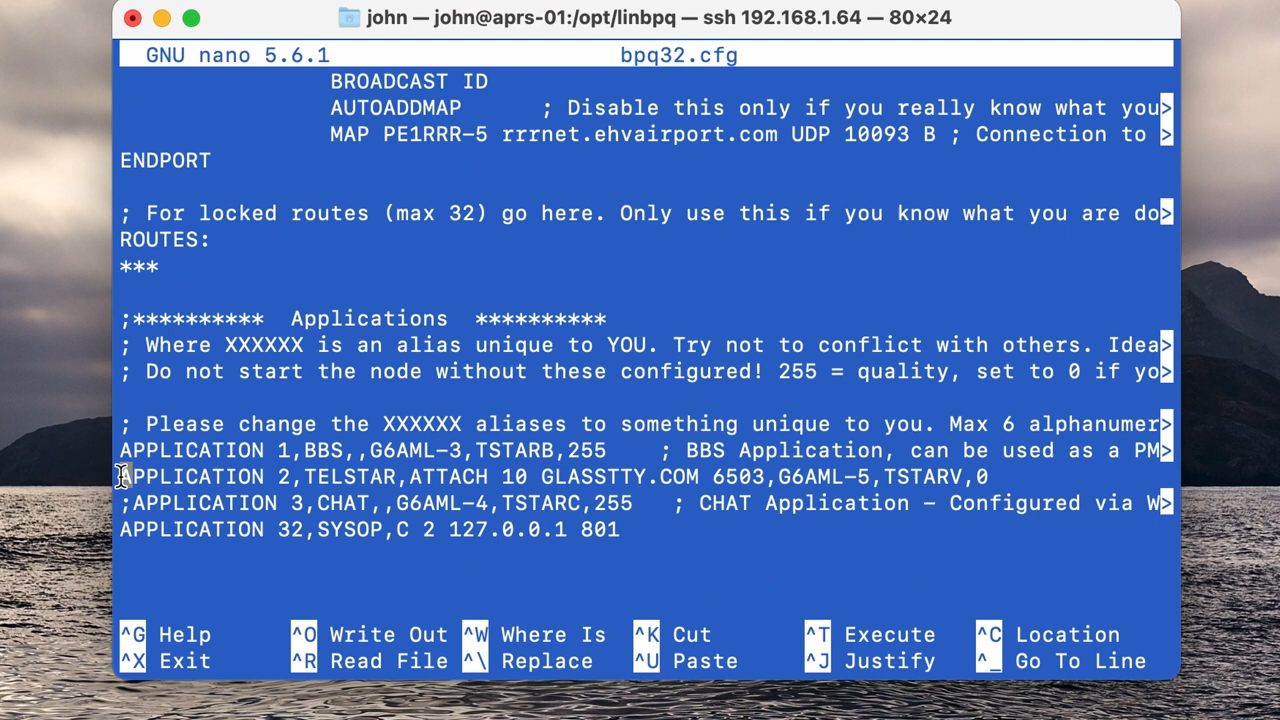 john — john@aprs-01:/opt/linbpq — ssh 192.168.1.64 — 80×24
GNU nano 5.6.1 bpq32.cfg
BROADCAST ID
AUTOADDMAP ; Disable this only if you really know what you>
MAP PE1RRR-5 rrrnet.ehvairport.com UDP 10093 B ; Connection to >
ENDPORT
; For locked routes (max 32) go here. Only use this if you know what you are do>
ROUTES:
***
;********** Applications **********
; Where XXXXXX is an alias unique to YOU. Try not to conflict with others. Idea>
; Do not start the node without these configured! 255 = quality, set to 0 if yo>
; Please change the XXXXXX aliases to something unique to you. Max 6 alphanumer>
APPLICATION 1,BBS,,G6AML-3,TSTARB,255 ; BBS Application, can be used as a PM>
APPLICATION 2,TELSTAR,ATTACH 10 GLASSTTY.COM 6503,G6AML-5,TSTARV,0
;APPLICATION 3,CHAT,,G6AML-4,TSTARC,255 ; CHAT Application - Configured via W>
APPLICATION 32,SYSOP,C 2 127.0.0.1 801
^G Help ^O Write Out ^W Where Is ^K Cut ^T Execute ^C Location
^X Exit ^R Read File ^\ Replace ^U Paste ^J Justify ^_ Go To Line